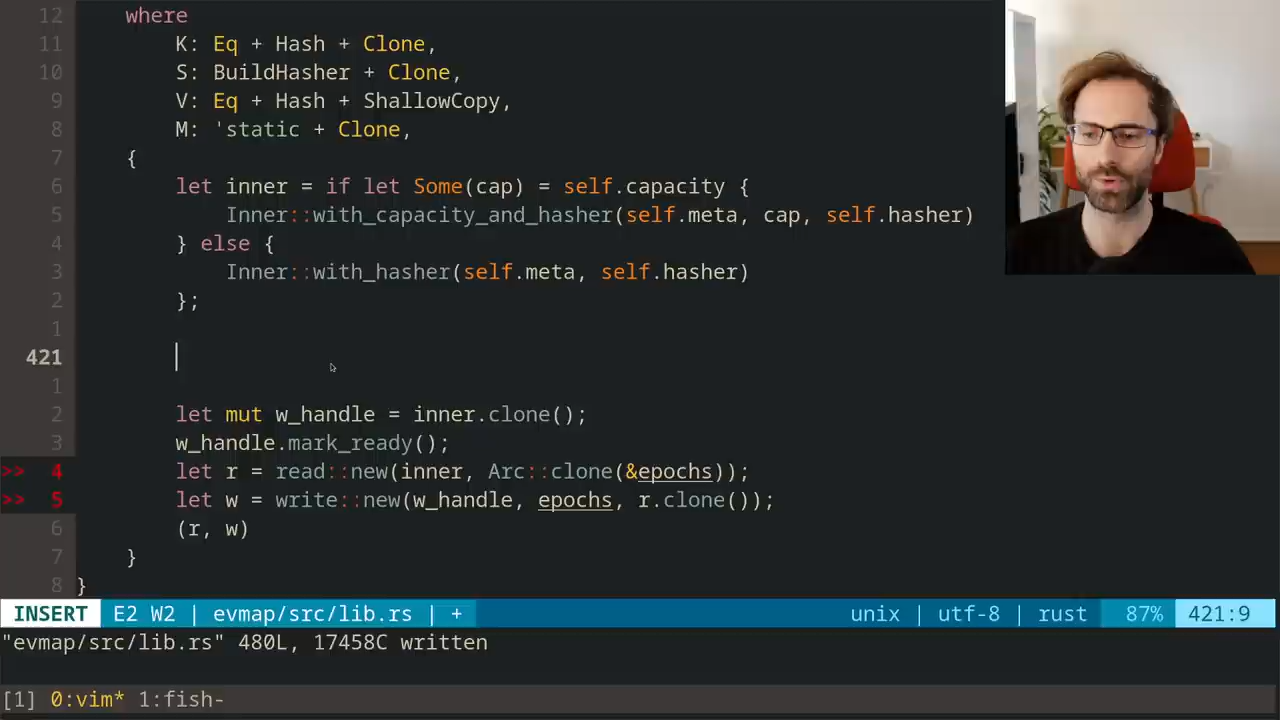 12     where
11         K: Eq + Hash + Clone,
10         S: BuildHasher + Clone,
9         V: Eq + Hash + ShallowCopy,
8         M: 'static + Clone,
7     {
6         let inner = if let Some(cap) = self.capacity {
5             Inner::with_capacity_and_hasher(self.meta, cap, self.hasher)
4         } else {
3             Inner::with_hasher(self.meta, self.hasher)
2         };
1
421
1
2         let mut w_handle = inner.clone();
3         w_handle.mark_ready();
>> 4         let r = read::new(inner, Arc::clone(&epochs));
>> 5         let w = write::new(w_handle, epochs, r.clone());
6         (r, w)
7     }
8 }
INSERT E2 W2 | evmap/src/lib.rs | + unix | utf-8 | rust 87% 421:9
"evmap/src/lib.rs" 480L, 17458C written
[1] 0:vim* 1:fish-